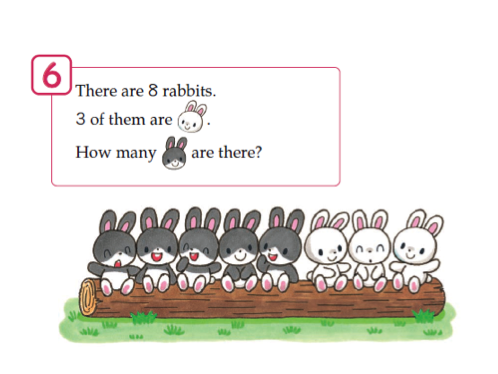 6
There are 8 rabbits.
3 of them are .
How many are there?